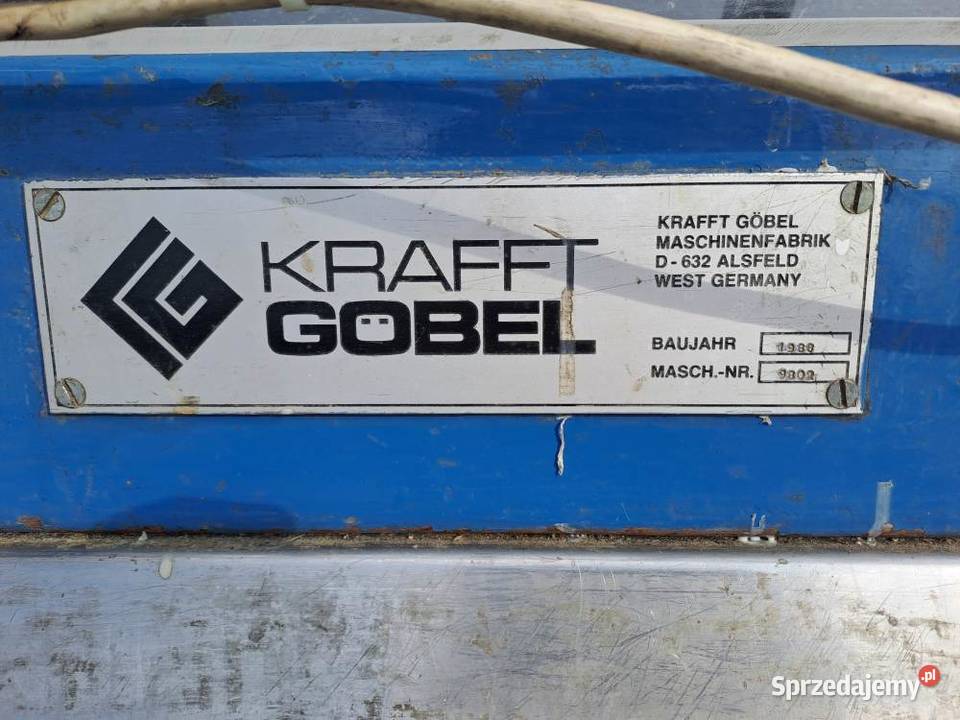 KRAFFT
GÖBEL
KRAFFT GÖBEL
MASCHINENFABRIK
D - 632 ALSFELD
WEST GERMANY
BAUJAHR
MASCH.-NR.
Sprzedajemy.pl